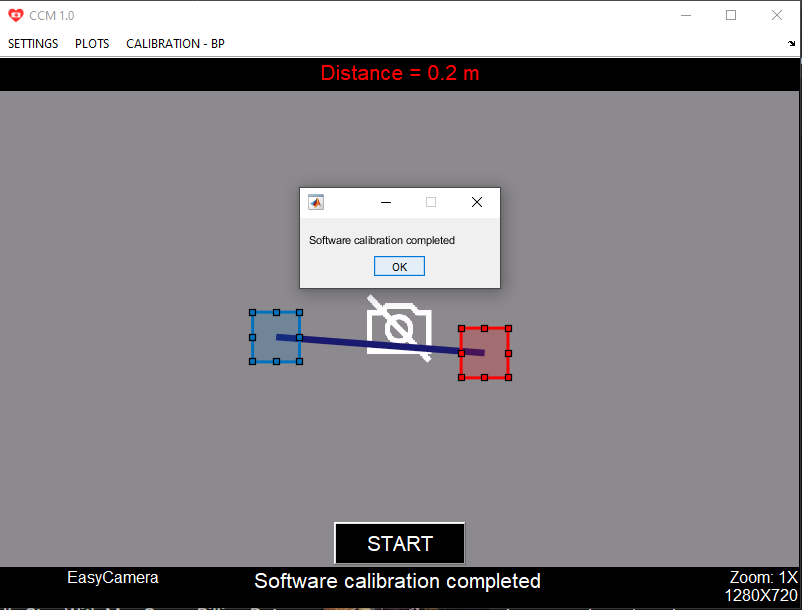 CCM 1.0
SETTINGS PLOTS CALIBRATION - BP
Distance = 0.2 m
Software calibration completed
OK
START
EasyCamera
Software calibration completed
Zoom: 1X
1280X720